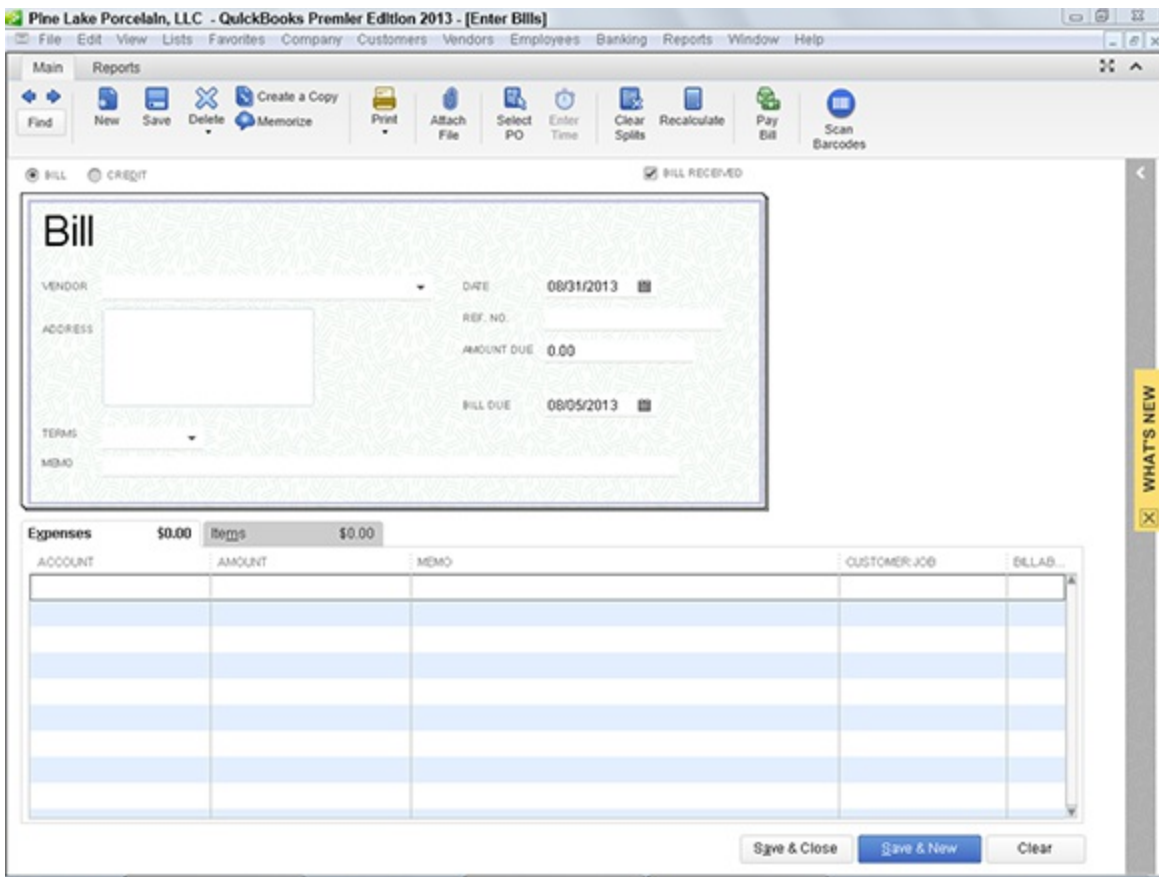 Pine Lake Porcelain, LLC - QuickBooks Premier Edition 2013 - [Enter Bills]
File Edit View Lists Favorites Company Customers Vendors Employees Banking Reports Window Help
Main Reports
Find New Save Delete Create a Copy Memorize Print Attach File Select PO Enter Time Clear Splits Recalculate Pay Bill Scan Barcodes
BILL CREDIT BILL RECEIVED
Bill
VENDOR DATE 08/31/2013
ADDRESS REF. NO.
AMOUNT DUE 0.00
BILL DUE 08/05/2013
TERMS
MEMO
WHAT'S NEW
Expenses $0.00 Items $0.00
ACCOUNT AMOUNT MEMO CUSTOMER:JOB BILLAB...
Save & Close Save & New Clear